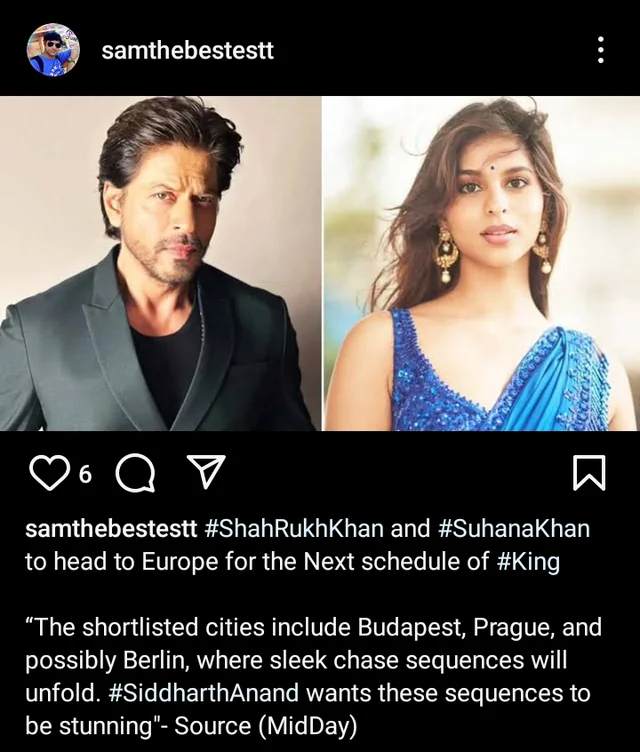 samthebestestt
6
samthebestestt #ShahRukhKhan and #SuhanaKhan
to head to Europe for the Next schedule of #King
“The shortlisted cities include Budapest, Prague, and
possibly Berlin, where sleek chase sequences will
unfold. #SiddharthAnand wants these sequences to
be stunning"- Source (MidDay)